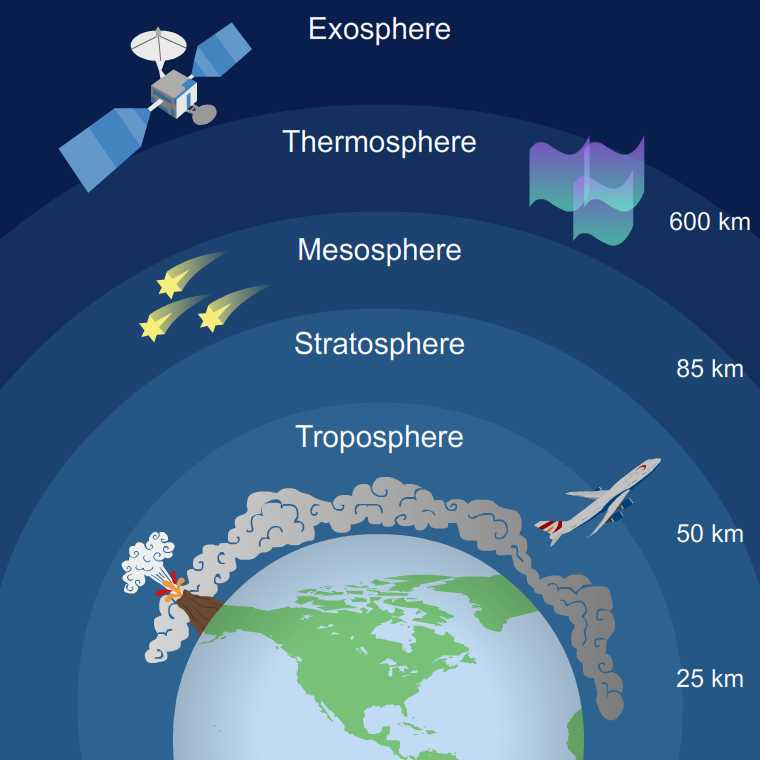 Exosphere
Thermosphere
600 km
Mesosphere
Stratosphere
85 km
Troposphere
50 km
25 km